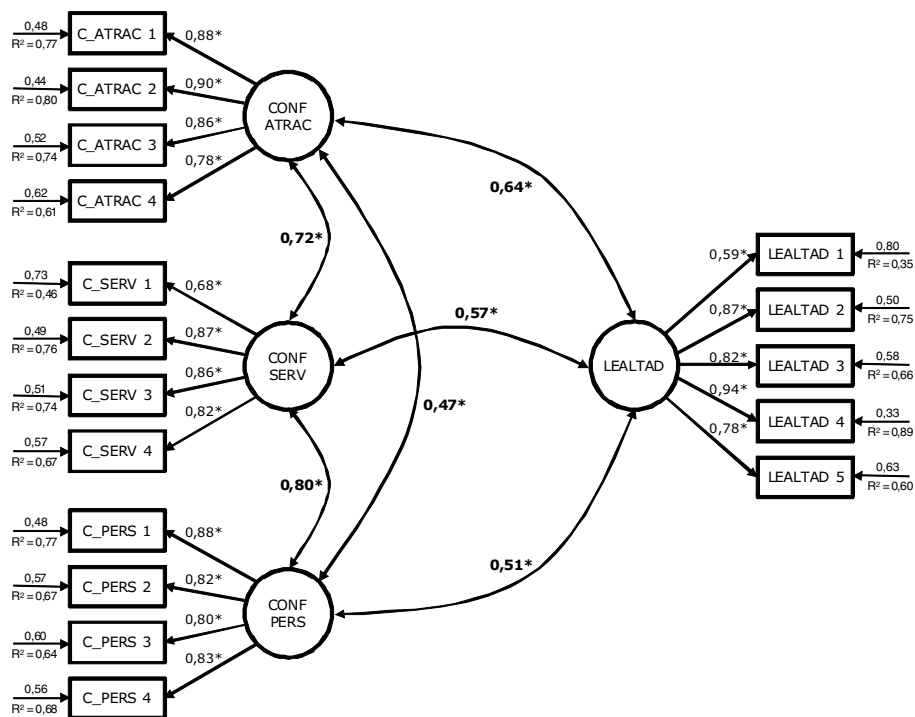 0,48
R² = 0,77
C_ATRAC 1
0,88*
0,44
R² = 0,80
C_ATRAC 2
0,90*
0,52
R² = 0,74
C_ATRAC 3
0,86*
0,62
R² = 0,61
C_ATRAC 4
0,78*
CONF
ATRAC
0,64*
0,72*
0,73
R² = 0,46
C_SERV 1
0,68*
0,49
R² = 0,76
C_SERV 2
0,87*
0,51
R² = 0,74
C_SERV 3
0,86*
0,57
R² = 0,67
C_SERV 4
0,82*
CONF
SERV
0,57*
0,47*
0,80*
0,48
R² = 0,77
C_PERS 1
0,88*
0,57
R² = 0,67
C_PERS 2
0,82*
0,60
R² = 0,64
C_PERS 3
0,80*
0,56
R² = 0,68
C_PERS 4
0,83*
CONF
PERS
0,51*
LEALTAD
0,59*
LEALTAD 1
0,80
R² = 0,35
0,87*
LEALTAD 2
0,50
R² = 0,75
0,82*
LEALTAD 3
0,58
R² = 0,66
0,94*
LEALTAD 4
0,33
R² = 0,89
0,78*
LEALTAD 5
0,63
R² = 0,60